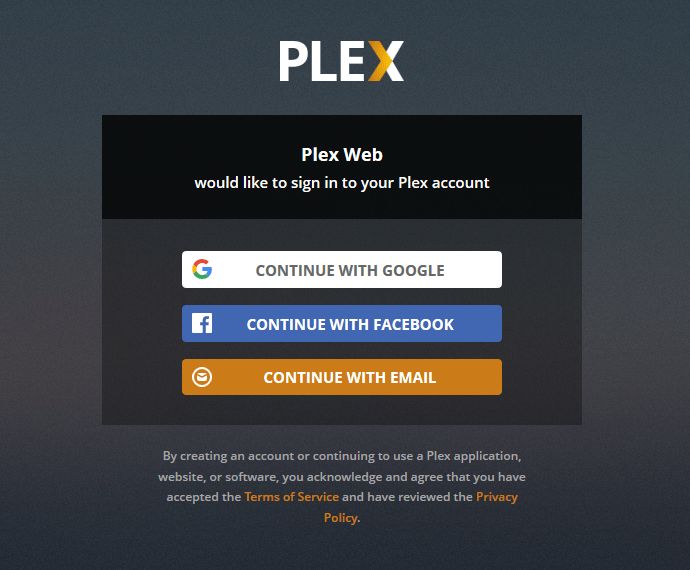 PLEX
Plex Web
would like to sign in to your Plex account
CONTINUE WITH GOOGLE
CONTINUE WITH FACEBOOK
CONTINUE WITH EMAIL
By creating an account or continuing to use a Plex application,
website, or software, you acknowledge and agree that you have
accepted the Terms of Service and have reviewed the Privacy
Policy.